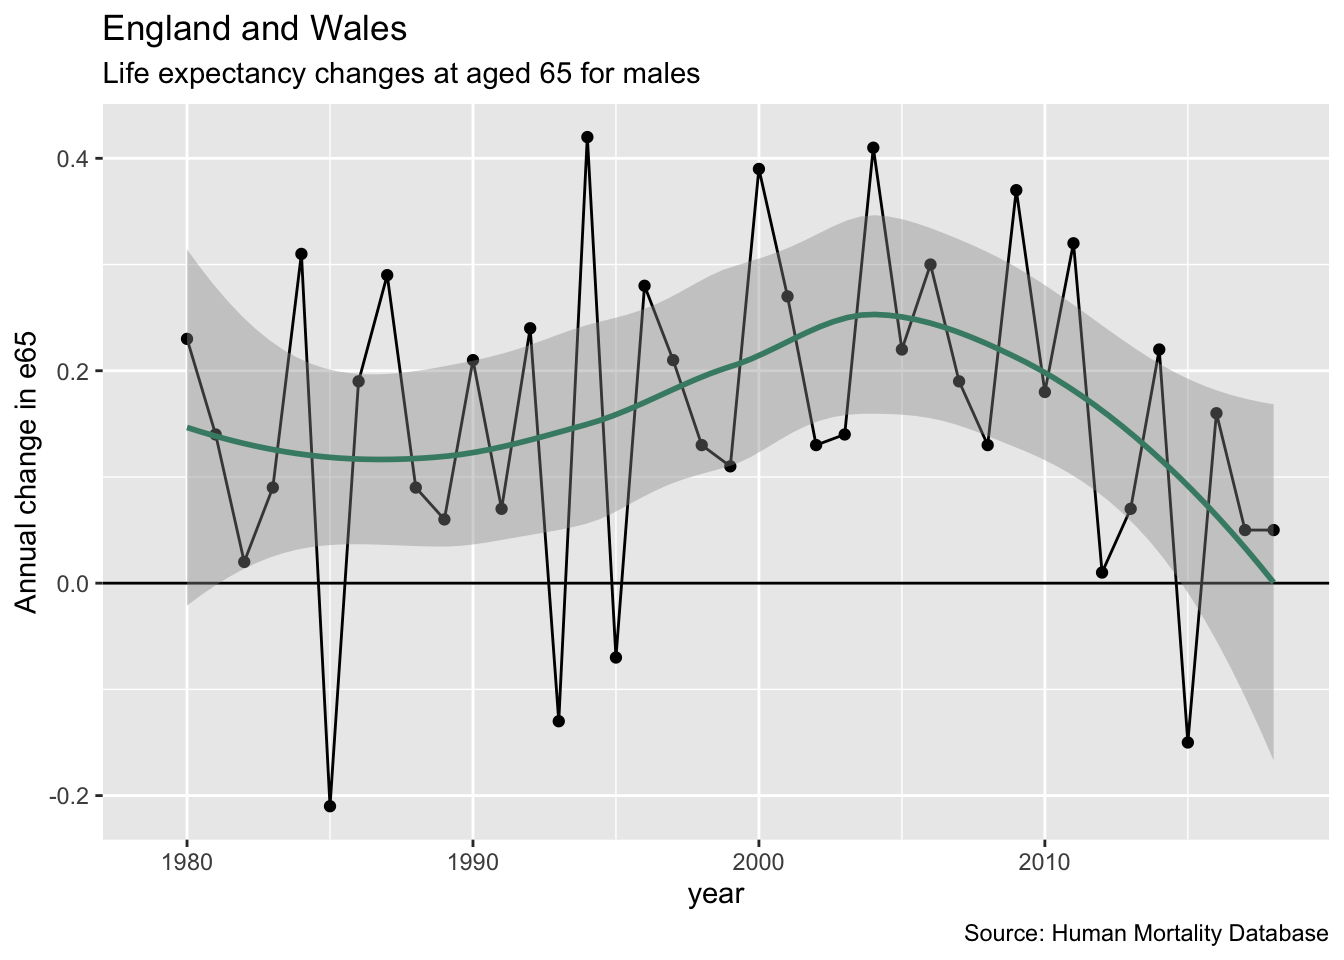 England and Wales
Life expectancy changes at aged 65 for males
Annual change in e65
0.4
0.2
0.0
-0.2
1980 1990 2000 2010
year
Source: Human Mortality Database